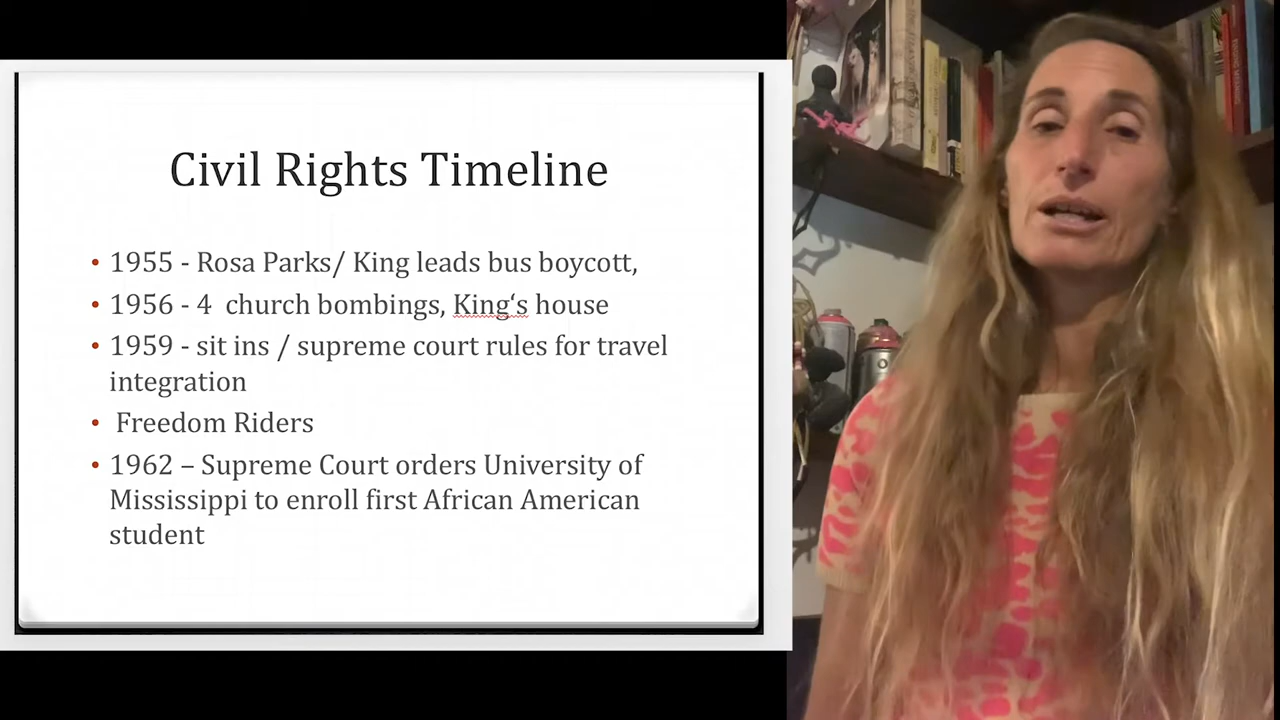 Civil Rights Timeline
• 1955 - Rosa Parks/ King leads bus boycott,
• 1956 - 4  church bombings, King‘s house
• 1959 - sit ins / supreme court rules for travel
integration
• Freedom Riders
• 1962 – Supreme Court orders University of
Mississippi to enroll first African American
student